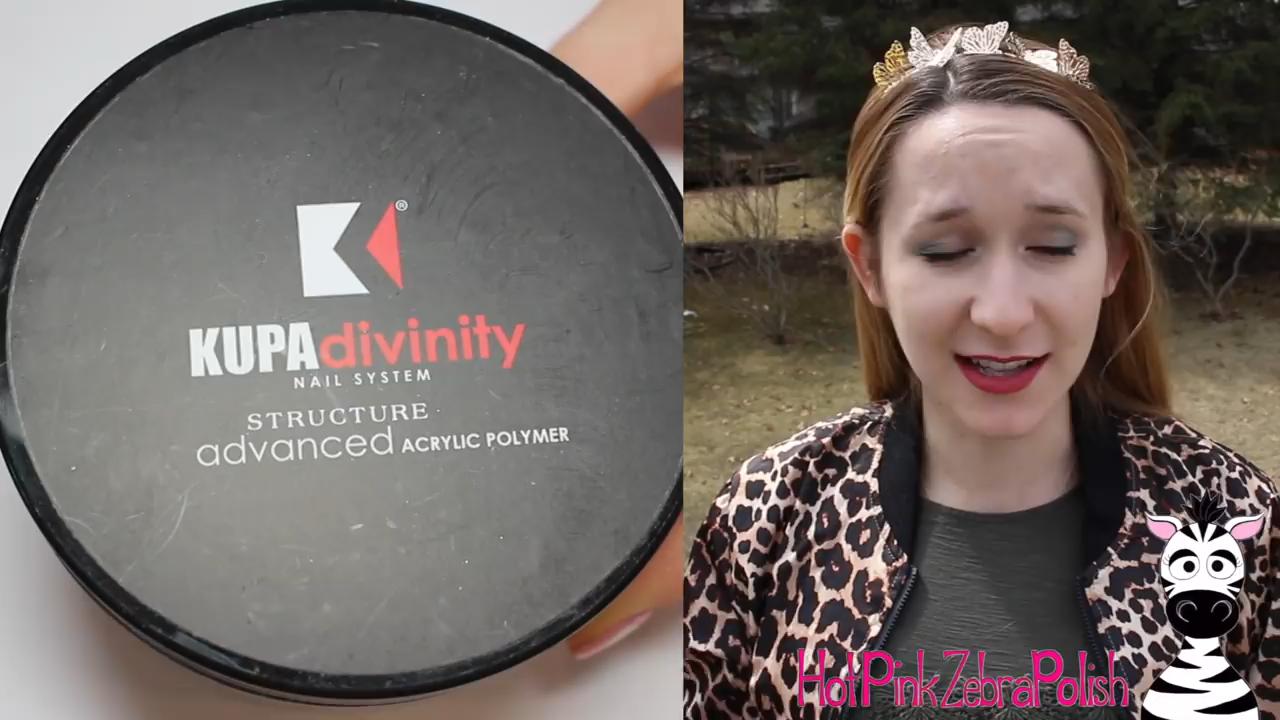 K®
KUPAdivinity
NAIL SYSTEM
STRUCTURE
advanced ACRYLIC POLYMER
HotPinkZebraPolish